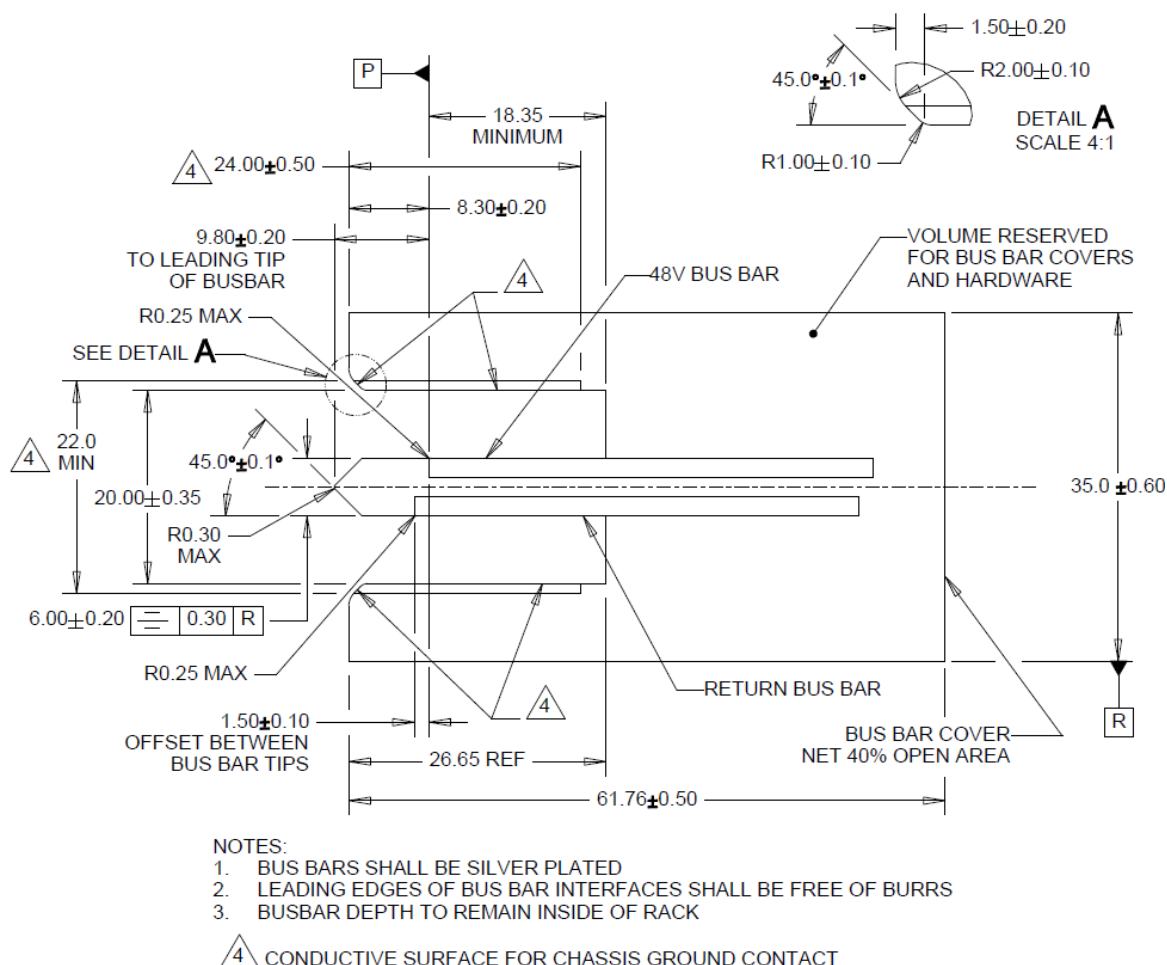 P
18.35
MINIMUM
4 24.00±0.50
8.30±0.20
9.80±0.20
TO LEADING TIP
OF BUSBAR
R0.25 MAX
SEE DETAIL A
4
48V BUS BAR
1.50±0.20
45.0°±0.1°
R2.00±0.10
R1.00±0.10
DETAIL A
SCALE 4:1
VOLUME RESERVED
FOR BUS BAR COVERS
AND HARDWARE
4 22.0
MIN
45.0°±0.1°
20.00±0.35
R0.30
MAX
35.0 ±0.60
6.00±0.20 ⌯ 0.30 R
R0.25 MAX
4
RETURN BUS BAR
R
1.50±0.10
OFFSET BETWEEN
BUS BAR TIPS
26.65 REF
BUS BAR COVER
NET 40% OPEN AREA
61.76±0.50
NOTES:
1. BUS BARS SHALL BE SILVER PLATED
2. LEADING EDGES OF BUS BAR INTERFACES SHALL BE FREE OF BURRS
3. BUSBAR DEPTH TO REMAIN INSIDE OF RACK
4 CONDUCTIVE SURFACE FOR CHASSIS GROUND CONTACT